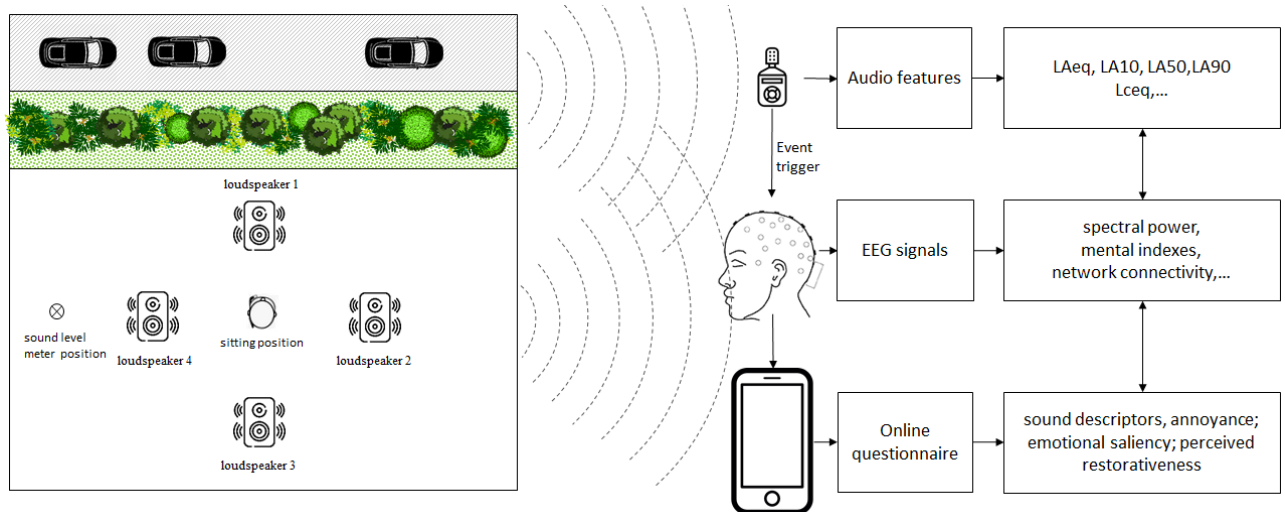 loudspeaker 1
sound level
meter position
loudspeaker 4
sitting position
loudspeaker 2
loudspeaker 3
Audio features
LAeq, LA10, LA50,LA90
Lceq,...
Event
trigger
EEG signals
spectral power,
mental indexes,
network connectivity,...
Online
questionnaire
sound descriptors, annoyance;
emotional saliency; perceived
restorativeness